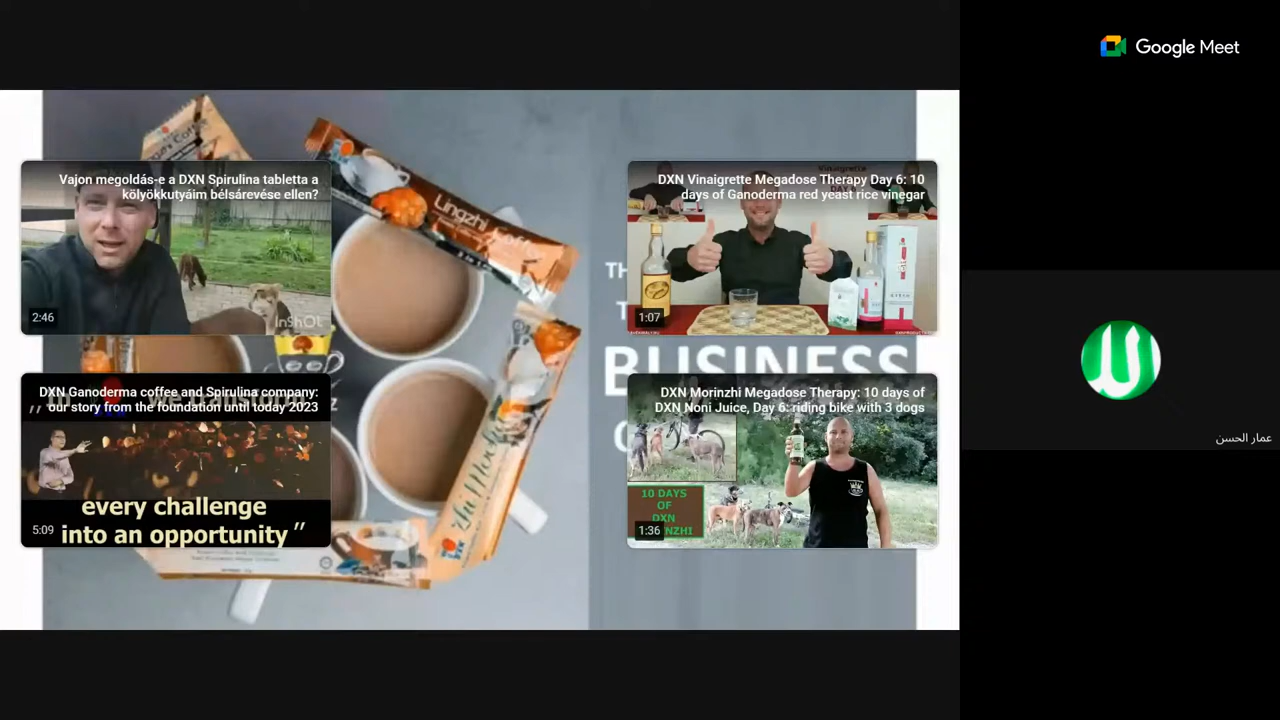 Google Meet
Vajon megoldás-e a DXN Spirulina tabletta a
kölyökkutyáim bélsárevése ellen?
InShOt
2:46
Lingzhi Coffee
DXN Vinaigrette Megadose Therapy Day 6: 10
days of Ganoderma red yeast rice vinegar
1:07
BUSINESS
DXN Ganoderma coffee and Spirulina company:
our story from the foundation until today 2023
every challenge
into an opportunity ”
5:09
Zhi Mocha
DXN Morinzhi Megadose Therapy: 10 days of
DXN Noni Juice, Day 6: riding bike with 3 dogs
10 DAYS
OF
DXN
1:36
عمار الحسن